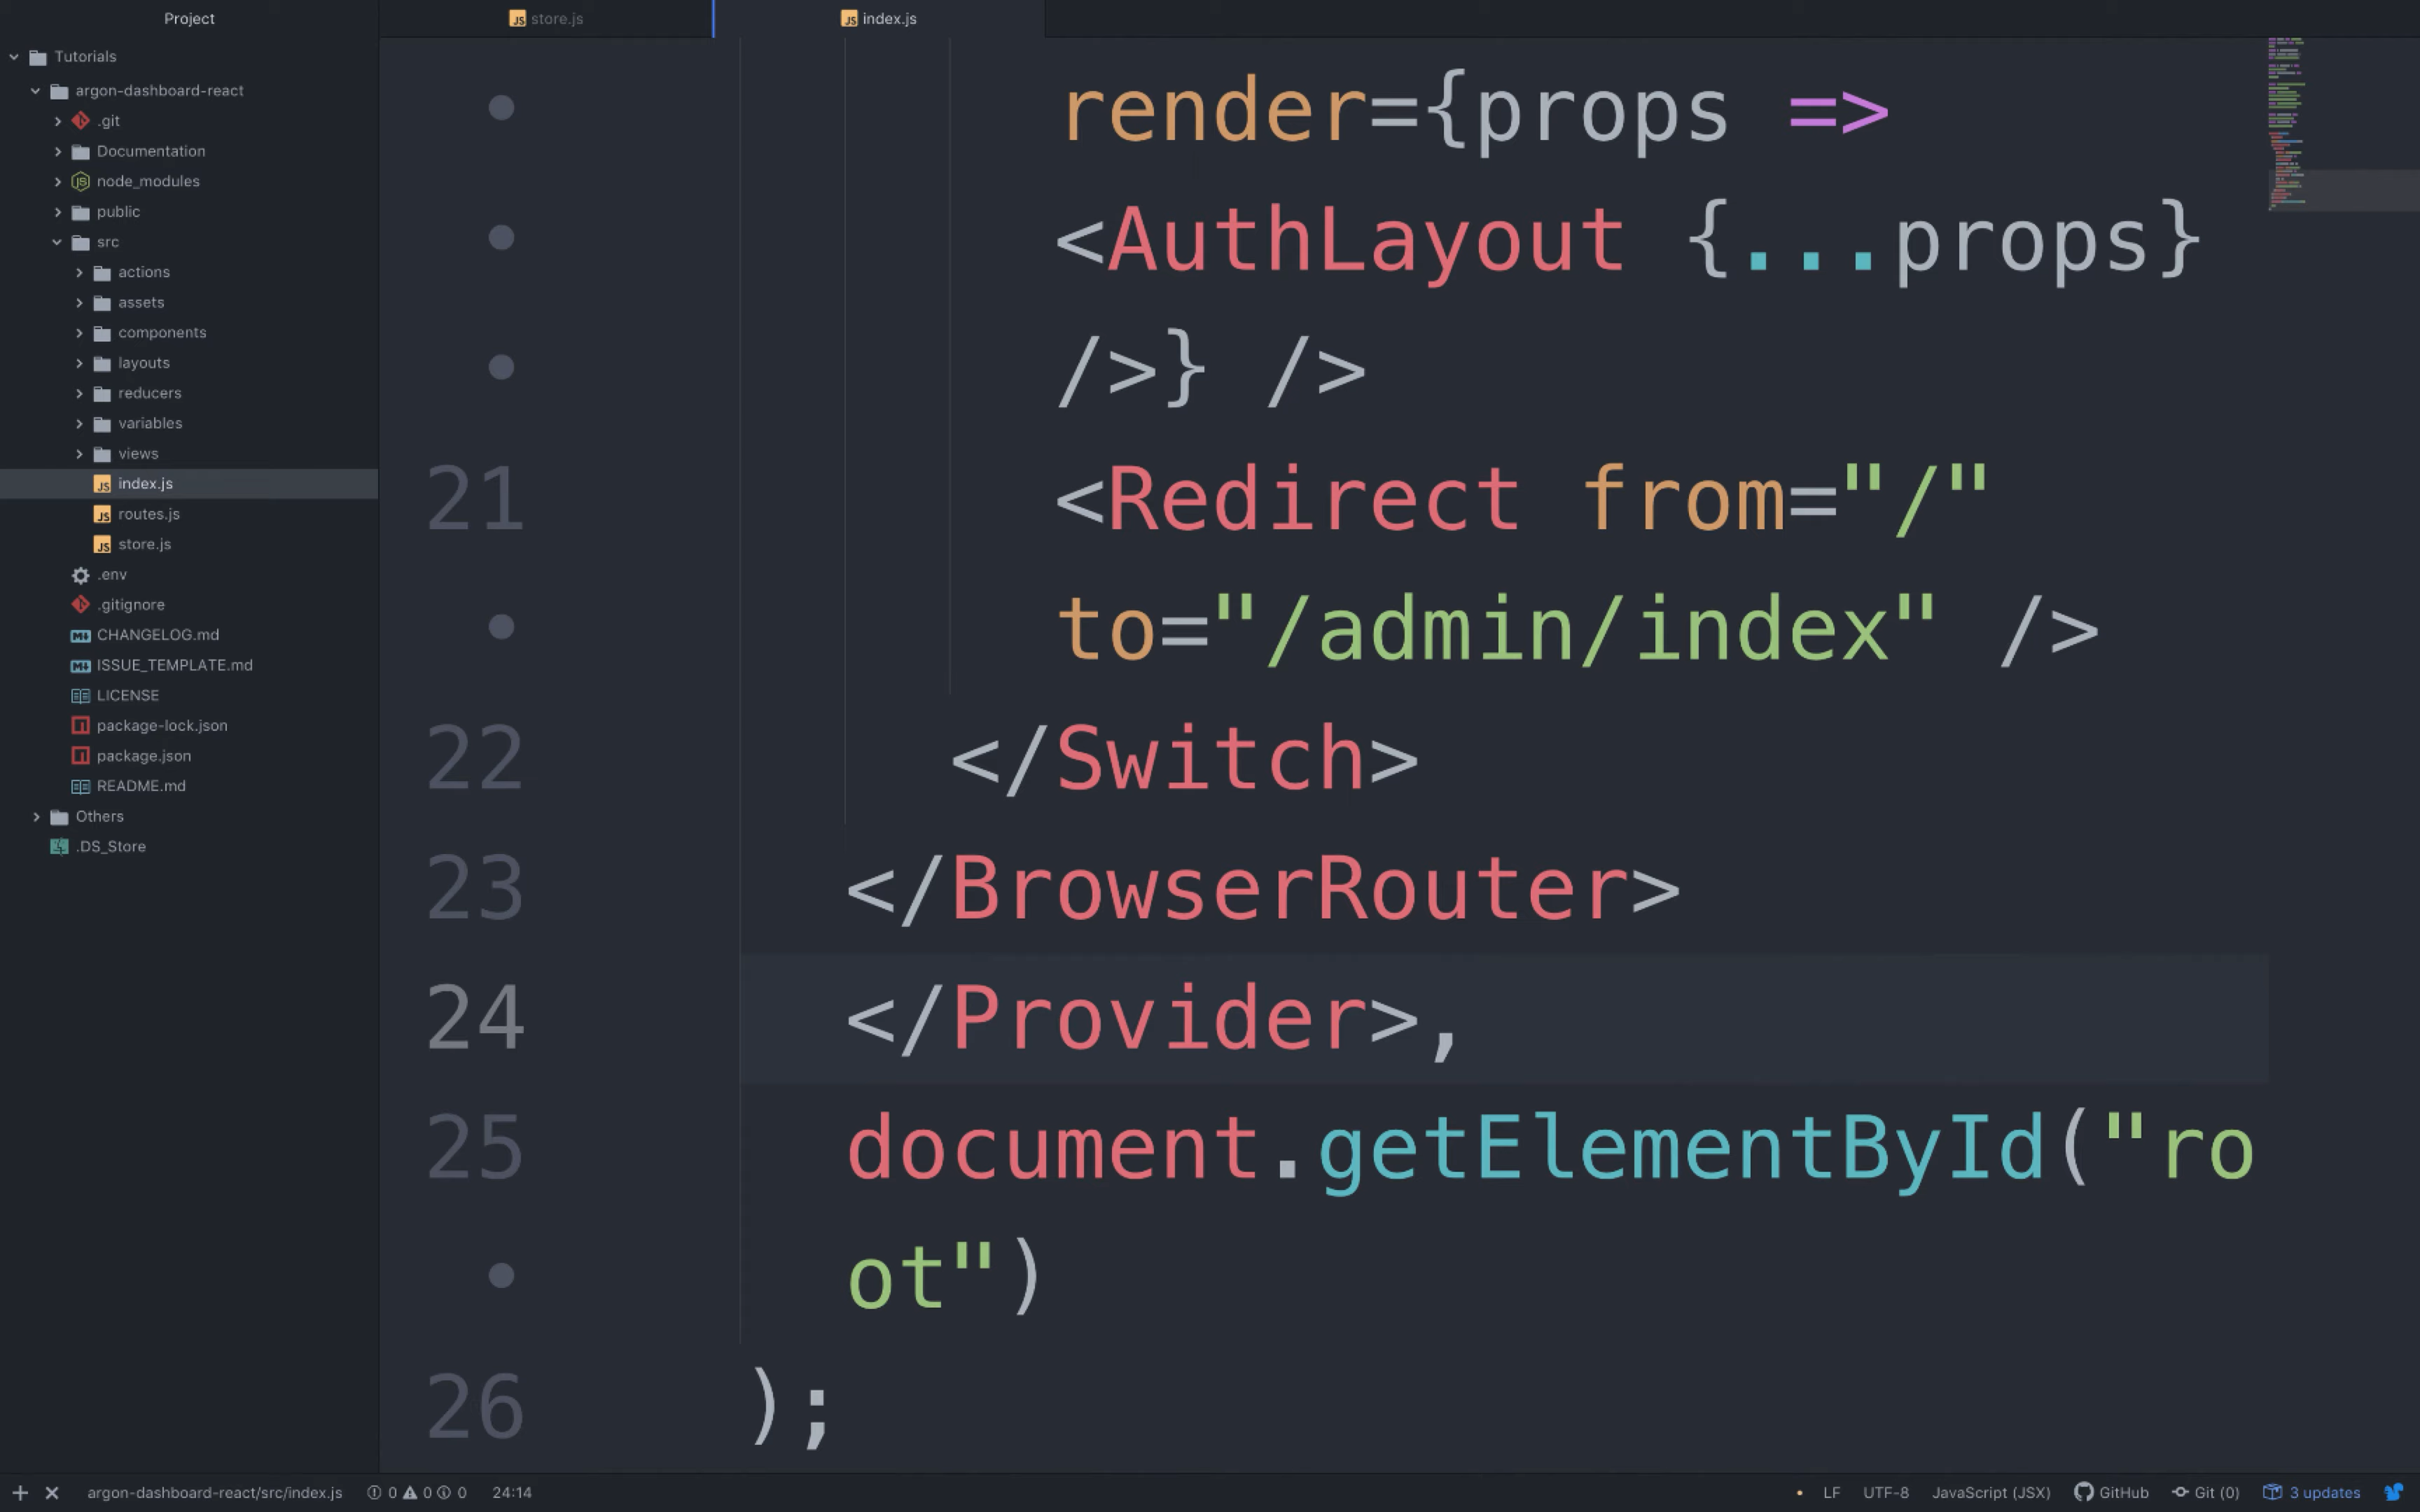 Project
store.js
index.js
Tutorials
argon-dashboard-react
.git
Documentation
node_modules
public
src
actions
assets
components
layouts
reducers
variables
views
index.js
routes.js
store.js
.env
.gitignore
CHANGELOG.md
ISSUE_TEMPLATE.md
LICENSE
package-lock.json
package.json
README.md
Others
.DS_Store
render={props =>
<AuthLayout {...props}
/>} />
21 <Redirect from="/"
to="/admin/index" />
22 </Switch>
23 </BrowserRouter>
24 </Provider>,
25 document.getElementById("ro
ot")
26 );
argon-dashboard-react/src/index.js 0 0 0 24:14 LF UTF-8 JavaScript (JSX) GitHub Git (0) 3 updates